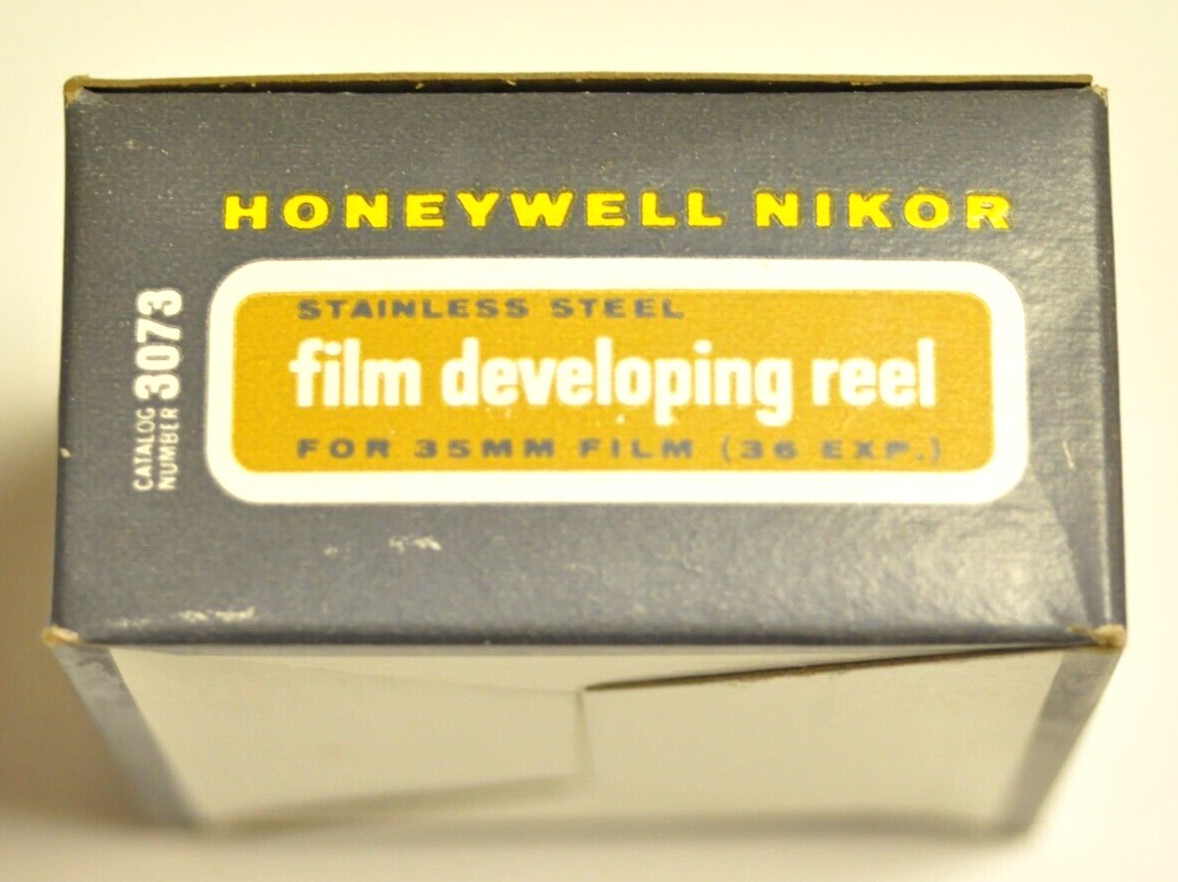 HONEYWELL NIKOR
STAINLESS STEEL
film developing reel
FOR 35MM FILM (36 EXP.)
CATALOG
NUMBER 3073